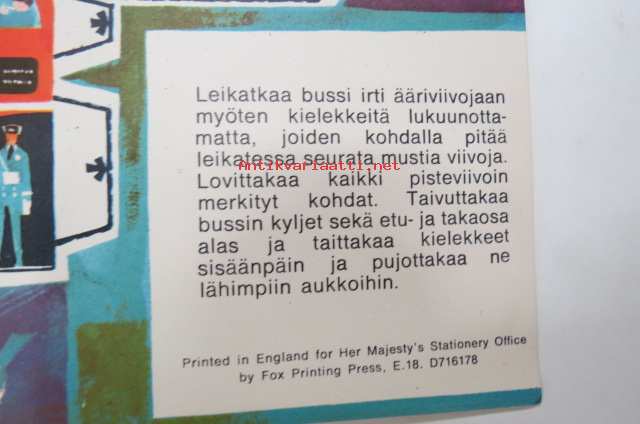 Leikatkaa bussi irti ääriviivojaan
myöten kielekkeitä lukuunotta-
matta, joiden kohdalla pitää
leikatessa seurata mustia viivoja.
Antikvariaatti.net
Lovittakaa kaikki pisteviivoin
merkityt kohdat. Taivuttakaa
bussin kyljet sekä etu- ja takaosa
alas ja taittakaa kielekkeet
sisäänpäin ja pujottakaa ne
lähimpiin aukkoihin.
Printed in England for Her Majesty's Stationery Office
by Fox Printing Press, E.18. D716178